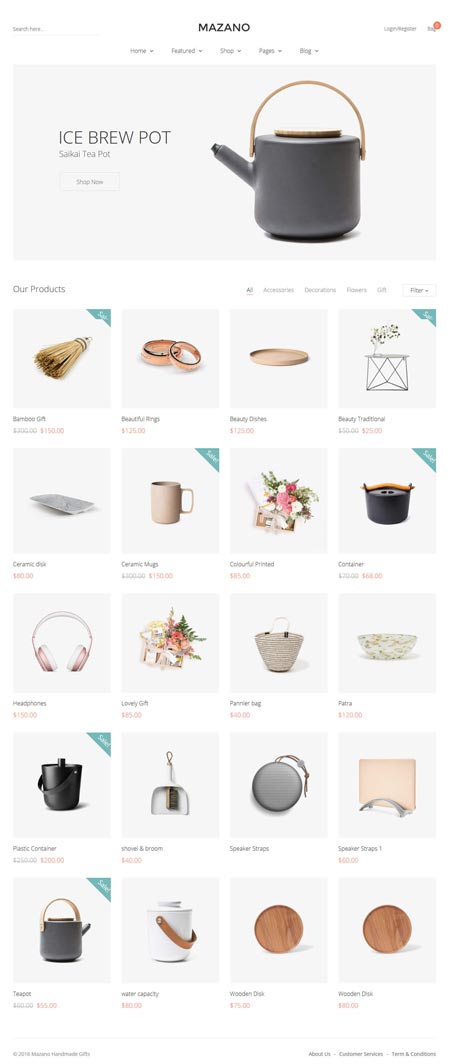 Search here...
MAZANO
Login/Register
Bag
0
Home
Featured
Shop
Pages
Blog
ICE BREW POT
Saikai Tea Pot
Shop Now
Our Products
All
Accessories
Decorations
Flowers
Gift
Filter
Bamboo Gift
$300.00 $150.00
Beautiful Rings
$125.00
Beauty Dishes
$125.00
Beauty Traditional
$50.00 $25.00
Sale!
Sale!
Ceramic disk
$80.00
Ceramic Mugs
$300.00 $150.00
Colourful Printed
$85.00
Container
$70.00 $68.00
Headphones
$150.00
Lovely Gift
$85.00
Pannier bag
$40.00
Patra
$120.00
Sale!
Plastic Container
$250.00 $200.00
shovel & broom
$40.00
Speaker Straps
Speaker Straps 1
$60.00
Sale!
Teapot
$60.00 $55.00
water capacity
$80.00
Wooden Disk
$75.00
Wooden Disk
$80.00
© 2016 Mazano Handmade Gifts
About Us - Customer Services - Term & Conditions